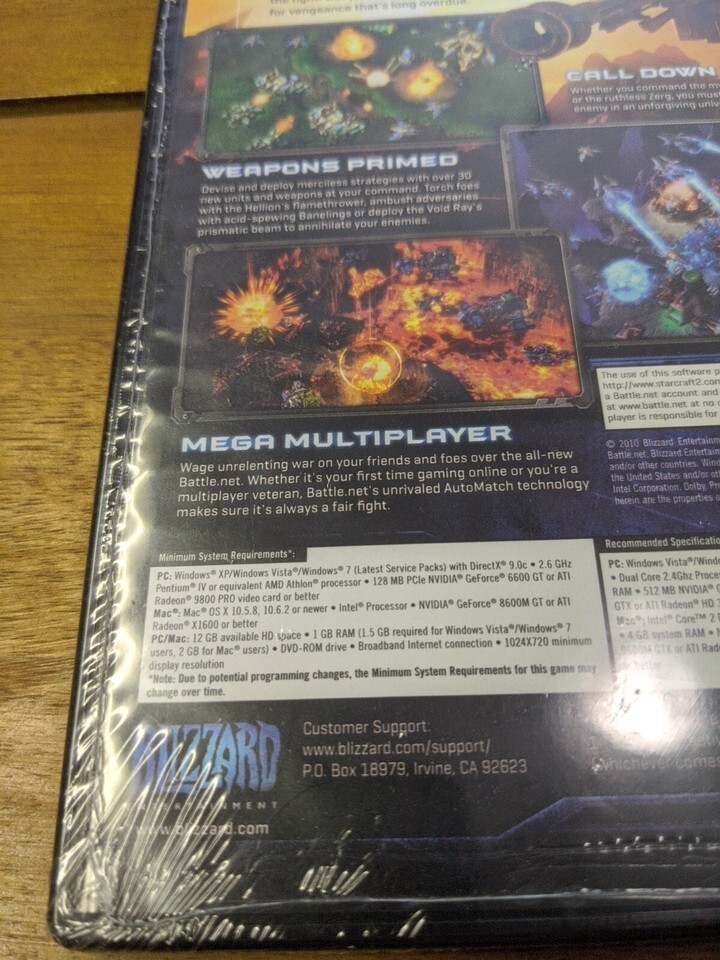 for vengeance that's long overdue.
CALL DOWN
Whether you command the
or the ruthless Zerg, you must
enemy in an unforgiving
WEAPONS PRIMED
Devise and deploy merciless strategies with over 30
new units and weapons at your command. Torch foes
with the Hellion's flamethrower, ambush adversaries
with acid-spewing Banelings or deploy the Void Ray's
prismatic beam to annihilate your enemies.
The use of this software
http://www.starcraft2.com
a Battle.net account and
at www.battle.net at no
player is responsible for
MEGA MULTIPLAYER
Wage unrelenting war on your friends and foes over the all-new
Battle.net. Whether it's your first time gaming online or you're a
multiplayer veteran, Battle.net's unrivaled AutoMatch technology
makes sure it's always a fair fight.
© 2010 Blizzard
Battle.net, Blizzard
and/or other countries.
the United States and/or
Intel Corporation. Dolby,
herein are the properties
Minimum System Requirements*:
PC: Windows® XP/Windows Vista®/Windows® 7 (Latest Service Packs) with DirectX® 9.0c • 2.6 GHz
Pentium® IV or equivalent AMD Athlon® processor • 128 MB PCIe NVIDIA® GeForce® 6600 GT or ATI
Radeon® 9800 PRO video card or better
Mac®: Mac® OS X 10.5.8, 10.6.2 or newer • Intel® Processor • NVIDIA® GeForce® 8600M GT or ATI
Radeon® X1600 or better
PC/Mac: 12 GB available HD space • 1 GB RAM (1.5 GB required for Windows Vista®/Windows® 7
users, 2 GB for Mac® users) • DVD-ROM drive • Broadband Internet connection • 1024X720 minimum
display resolution
*Note: Due to potential programming changes, the Minimum System Requirements for this game may
change over time.
Recommended
PC: Windows Vista®/
• Dual Core 2.4Ghz
RAM • 512 MB NVIDIA®
GTX or ATI Radeon® HD
Mac®: Intel® Core™ 2
• 4 GB system RAM •
GTX or ATI
better
BLIZZARD
ENTERTAINMENT
www.blizzard.com
Customer Support:
www.blizzard.com/support/
P.O. Box 18979, Irvine, CA 92623
Whichever comes